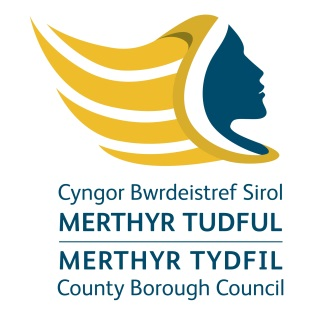 Cyngor Bwrdeistref Sirol
MERTHYR TUDFUL
MERTHYR TYDFIL
County Borough Council